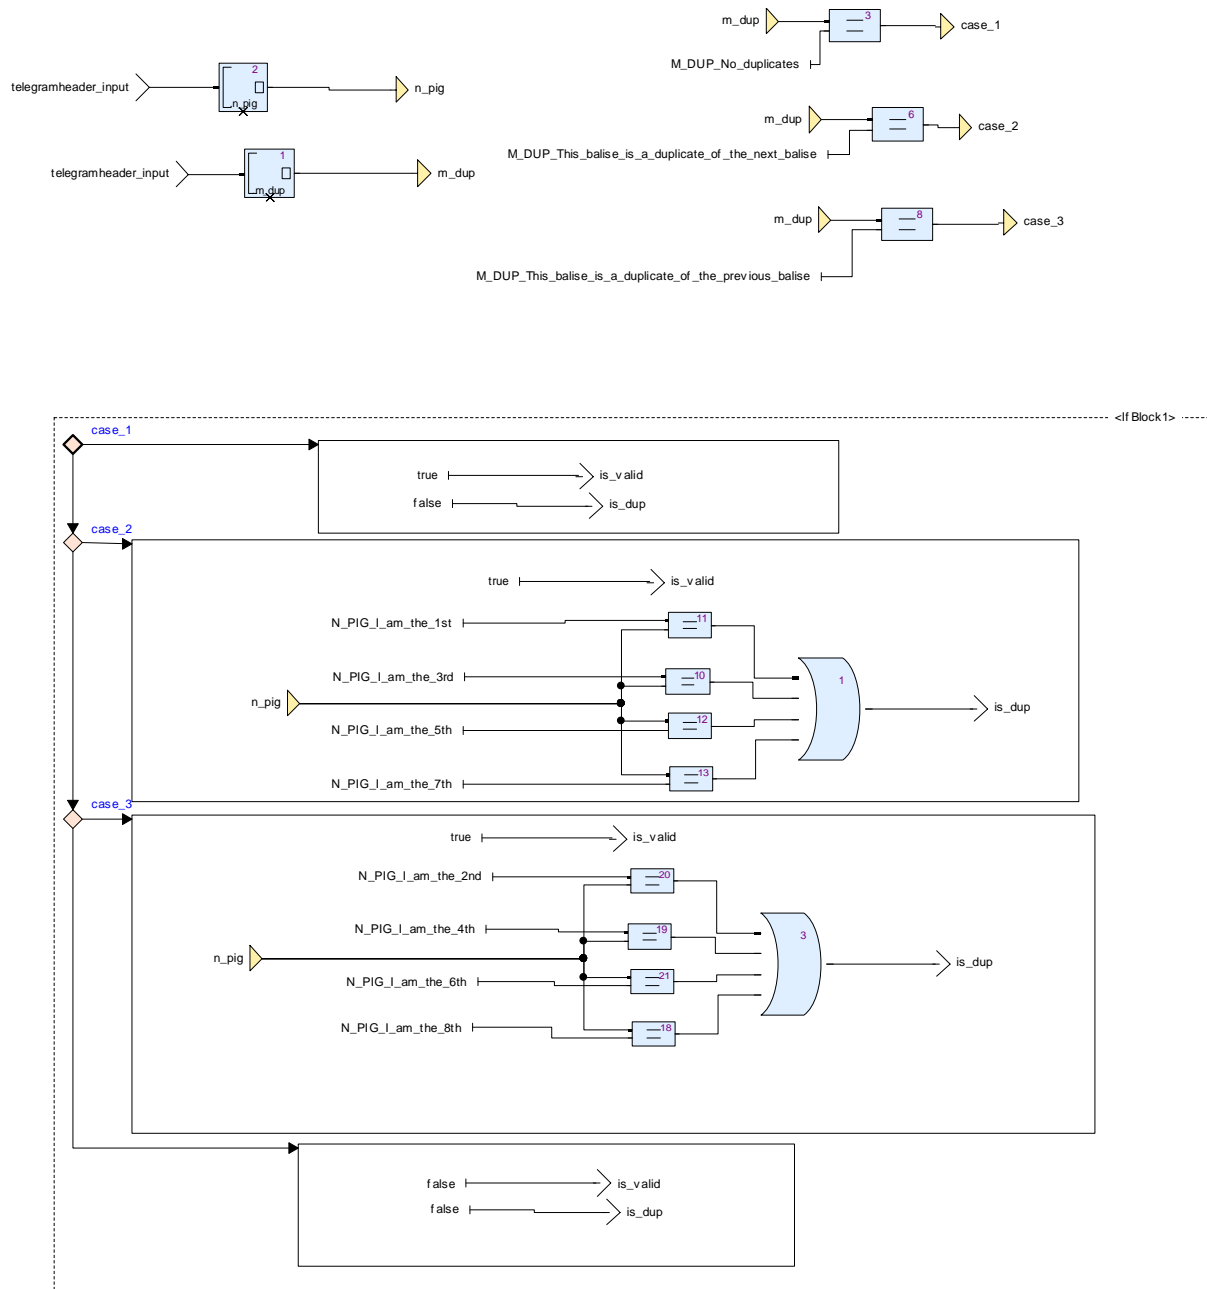 telegramheader_input
2
n_pig
n_pig
telegramheader_input
1
m_dup
m_dup
m_dup
3
case_1
M_DUP_No_duplicates
m_dup
6
case_2
M_DUP_This_balise_is_a_duplicate_of_the_next_balise
m_dup
8
case_3
M_DUP_This_balise_is_a_duplicate_of_the_previous_balise
<If Block1>
case_1
true
is_valid
false
is_dup
case_2
true
is_valid
N_PIG_I_am_the_1st
11
N_PIG_I_am_the_3rd
10
1
n_pig
is_dup
12
N_PIG_I_am_the_5th
13
N_PIG_I_am_the_7th
case_3
true
is_valid
N_PIG_I_am_the_2nd
20
N_PIG_I_am_the_4th
19
3
n_pig
is_dup
21
N_PIG_I_am_the_6th
18
N_PIG_I_am_the_8th
false
is_valid
false
is_dup